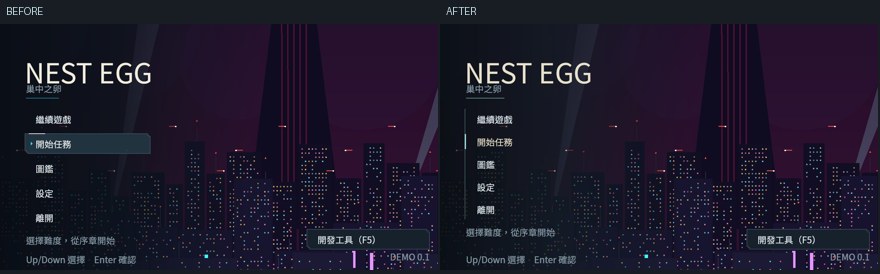 BEFORE
NEST EGG
巢中之卵
繼續遊戲
開始任務
圖鑑
設定
離開
選擇難度，從序章開始
開發工具（F5）
Up/Down 選擇 Enter 確認
DEMO 0.1
AFTER
NEST EGG
巢中之卵
繼續遊戲
開始任務
圖鑑
設定
離開
選擇難度，從序章開始
開發工具（F5）
Up/Down 選擇 Enter 確認
DEMO 0.1